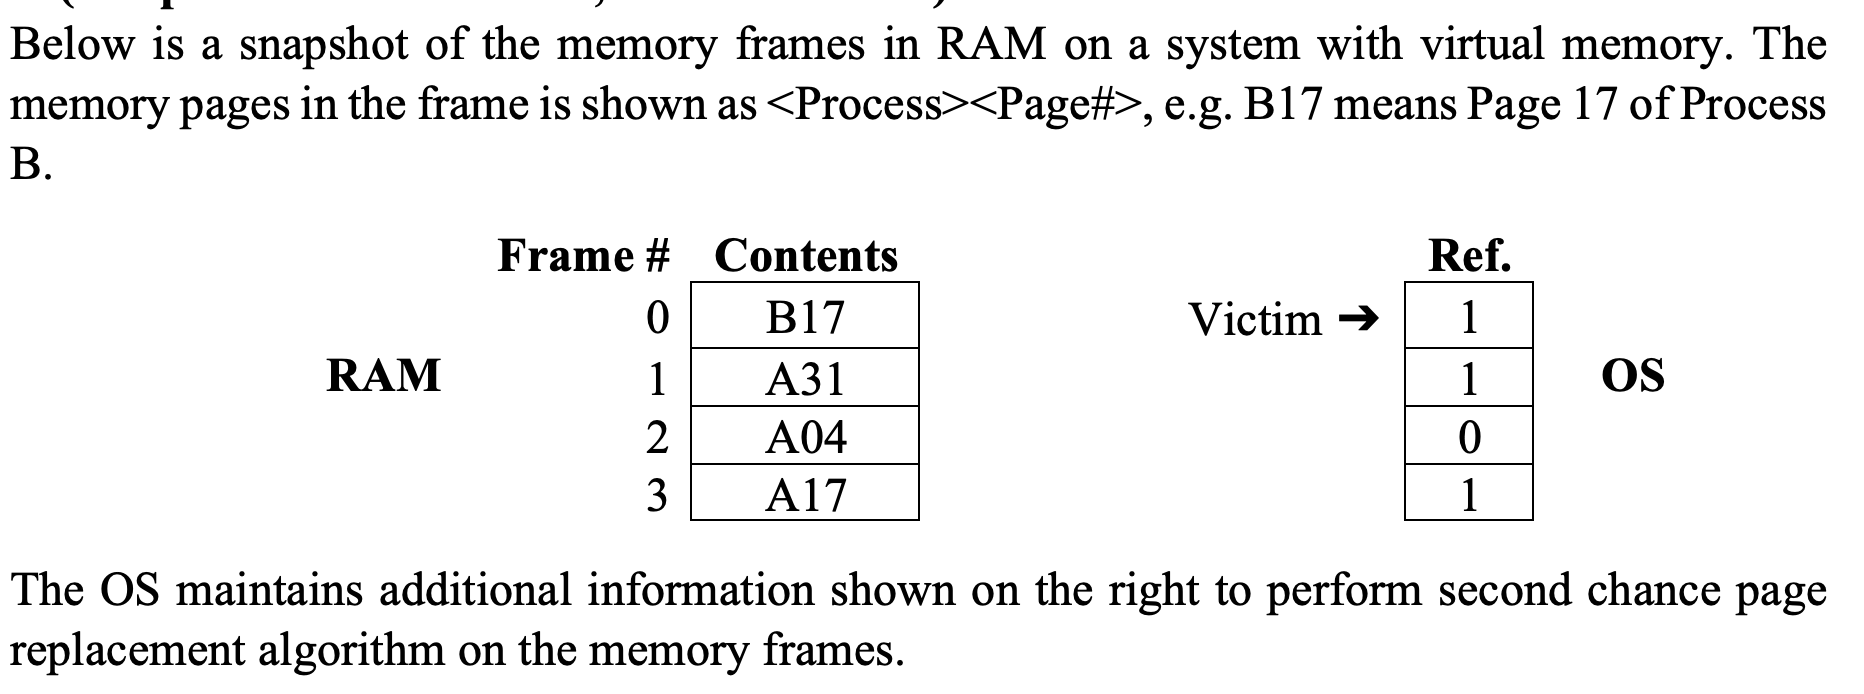 Below is a snapshot of the memory frames in RAM on a system with virtual memory. The
memory pages in the frame is shown as <Process><Page#>, e.g. B17 means Page 17 of Process
B.
Frame # Contents Ref.
0 B17 Victim ➔ 1
RAM 1 A31 1 OS
2 A04 0
3 A17 1
The OS maintains additional information shown on the right to perform second chance page
replacement algorithm on the memory frames.